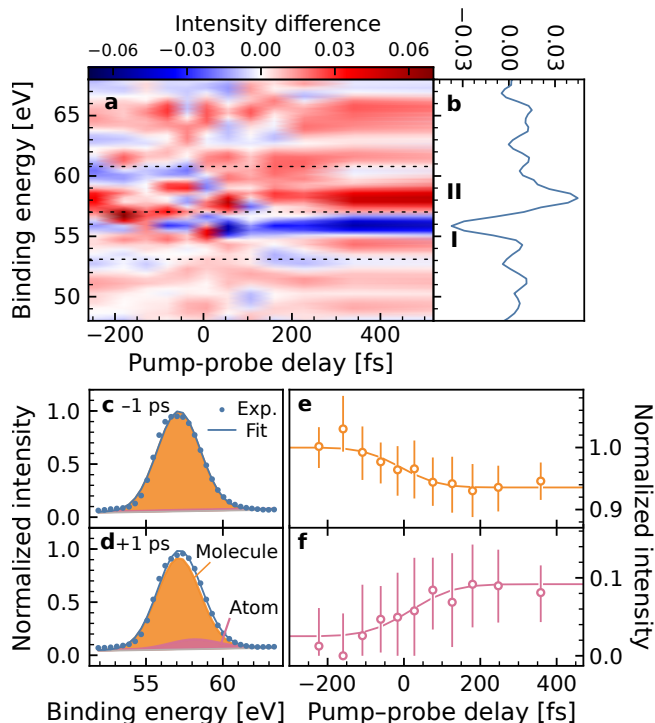 Intensity difference
−0.06 −0.03 0.00 0.03 0.06
−0.03 0.00 0.03
a
b
65
60
55
50
Binding energy [eV]
II
I
−200 0 200 400
Pump-probe delay [fs]
c –1 ps
Exp.
Fit
1.0
0.5
0.0
d +1 ps
Molecule
Atom
1.0
0.5
0.0
Normalized intensity
55 60
Binding energy [eV]
e
1.0
0.9
f
0.1
0.0
Normalized intensity
−200 0 200 400
Pump–probe delay [fs]